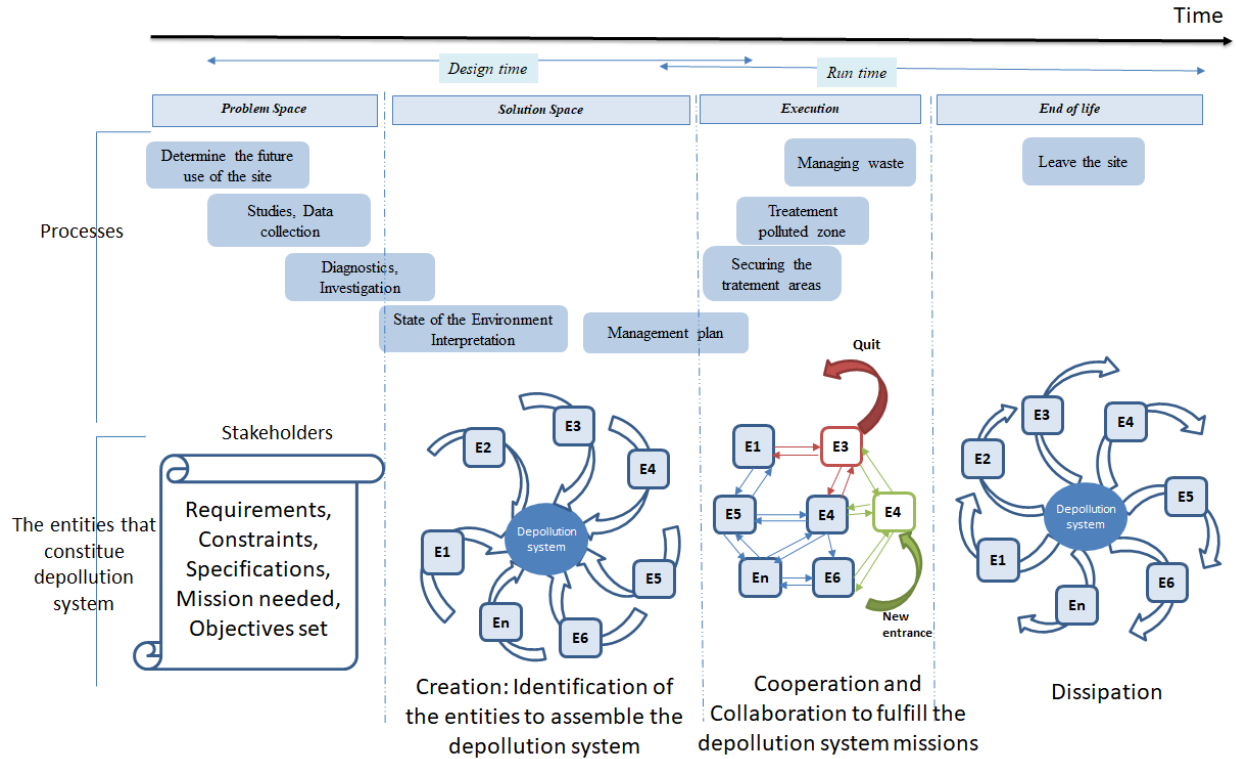 Time
Design time
Run time
Problem Space
Solution Space
Execution
End of life
Processes
Determine the future
use of the site
Studies, Data
collection
Diagnostics,
Investigation
State of the Environment
Interpretation
Management plan
Managing waste
Treatement
polluted zone
Securing the
tratement areas
Leave the site
The entities that
constitue
depollution
system
Stakeholders
Requirements,
Constraints,
Specifications,
Mission needed,
Objectives set
E2
E3
E4
E1
Depollution
system
E5
En
E6
Creation: Identification of
the entities to assemble the
depollution system
Quit
E1
E3
E5
E4
E4
En
E6
New
entrance
Cooperation and
Collaboration to fulfill the
depollution system missions
E3
E4
E2
E5
Depollution
system
E1
E6
En
Dissipation